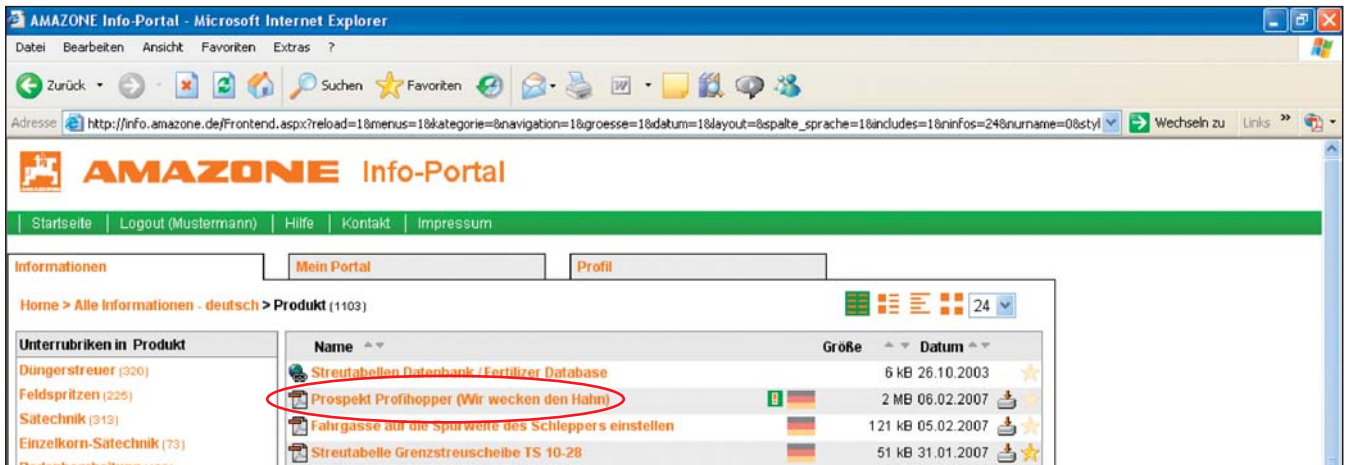 AMAZONE Info-Portal - Microsoft Internet Explorer
Datei Bearbeiten Ansicht Favoriten Extras ?
Zurück Suchen Favoriten
Adresse http://info.amazone.de/Frontend.aspx?reload=1&menus=1&kategorie=&navigation=1&groesse=1&datum=1&layout=&spalte_sprache=1&includes=1&ninfos=24&nurname=0&styl Wechseln zu Links »
AMAZONE Info-Portal
Startseite | Logout (Mustermann) | Hilfe | Kontakt | Impressum
Informationen Mein Portal Profil
Home > Alle Informationen - deutsch > Produkt (1103) 24
Unterrubriken in Produkt Name Größe Datum
Düngerstreuer (320) Streutabellen Datenbank / Fertilizer Database 6 kB 26.10.2003
Feldspritzen (225) Prospekt Profihopper (Wir wecken den Hahn) 2 MB 06.02.2007
Sätechnik (313) Fahrgasse auf die Spurweite des Schleppers einstellen 121 kB 05.02.2007
Einzelkorn-Sätechnik (73) Streutabelle Grenzstreuscheibe TS 10-28 51 kB 31.01.2007